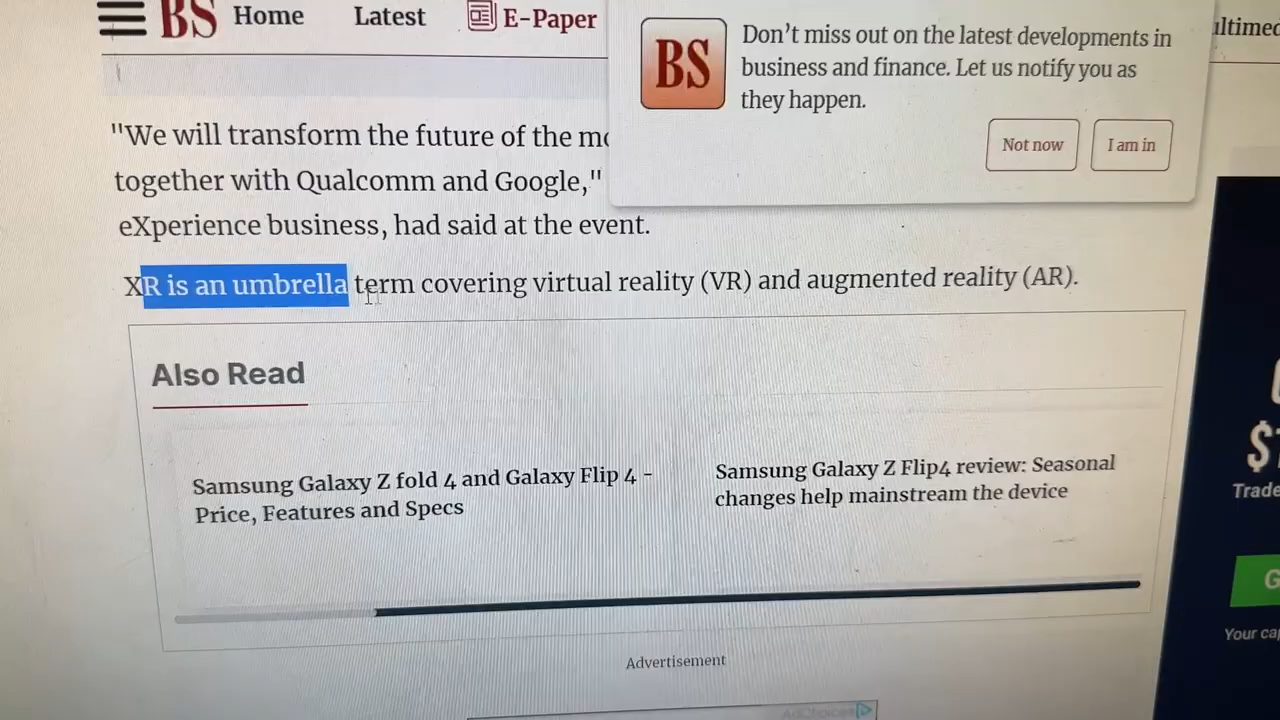 BS Home Latest E-Paper
Don't miss out on the latest developments in
business and finance. Let us notify you as
they happen.
BS
Not now I am in
"We will transform the future of the
together with Qualcomm and Google,"
eXperience business, had said at the event.
XR is an umbrella term covering virtual reality (VR) and augmented reality (AR).
Also Read
Samsung Galaxy Z fold 4 and Galaxy Flip 4 -
Price, Features and Specs
Samsung Galaxy Z Flip4 review: Seasonal
changes help mainstream the device
Trade
Your
Advertisement
AdChoices